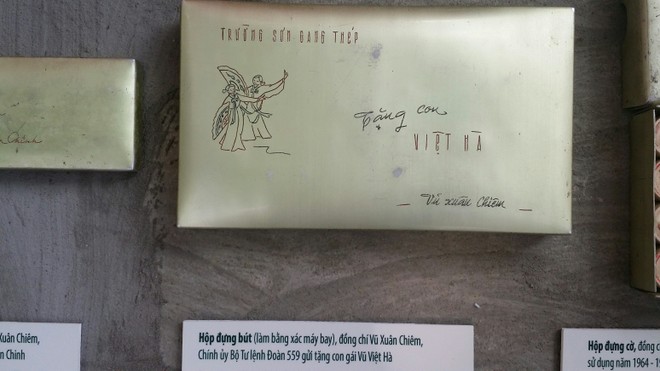 TRƯỜNG SƠN GANG THÉP
Tặng con
VIỆT HÀ
Vũ Xuân Chiêm
Xuân Chiêm,
n Chinh
Hộp đựng bút (làm bằng xác máy bay), đồng chí Vũ Xuân Chiêm,
Chính ủy Bộ Tư lệnh Đoàn 559 gửi tặng con gái Vũ Việt Hà
Hộp đựng cờ, đồng c
sử dụng năm 1964 - 1